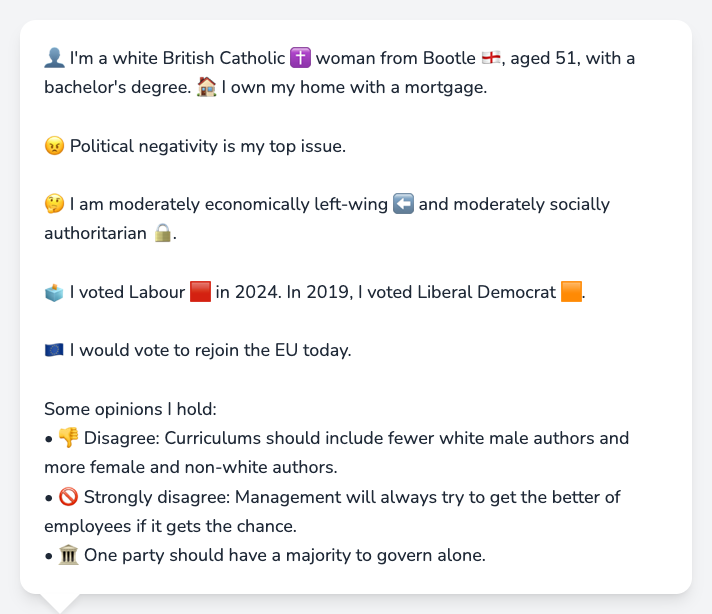 👤 I'm a white British Catholic ✝️ woman from Bootle 🏴󠁧󠁢󠁥󠁮󠁧󠁿, aged 51, with a
bachelor's degree. 🏠 I own my home with a mortgage.
😠 Political negativity is my top issue.
🤔 I am moderately economically left-wing ⬅️ and moderately socially
authoritarian 🔒.
🗳️ I voted Labour 🟥 in 2024. In 2019, I voted Liberal Democrat 🟧.
🇪🇺 I would vote to rejoin the EU today.
Some opinions I hold:
• 👎 Disagree: Curriculums should include fewer white male authors and
more female and non-white authors.
• 🚫 Strongly disagree: Management will always try to get the better of
employees if it gets the chance.
• 🏛️ One party should have a majority to govern alone.